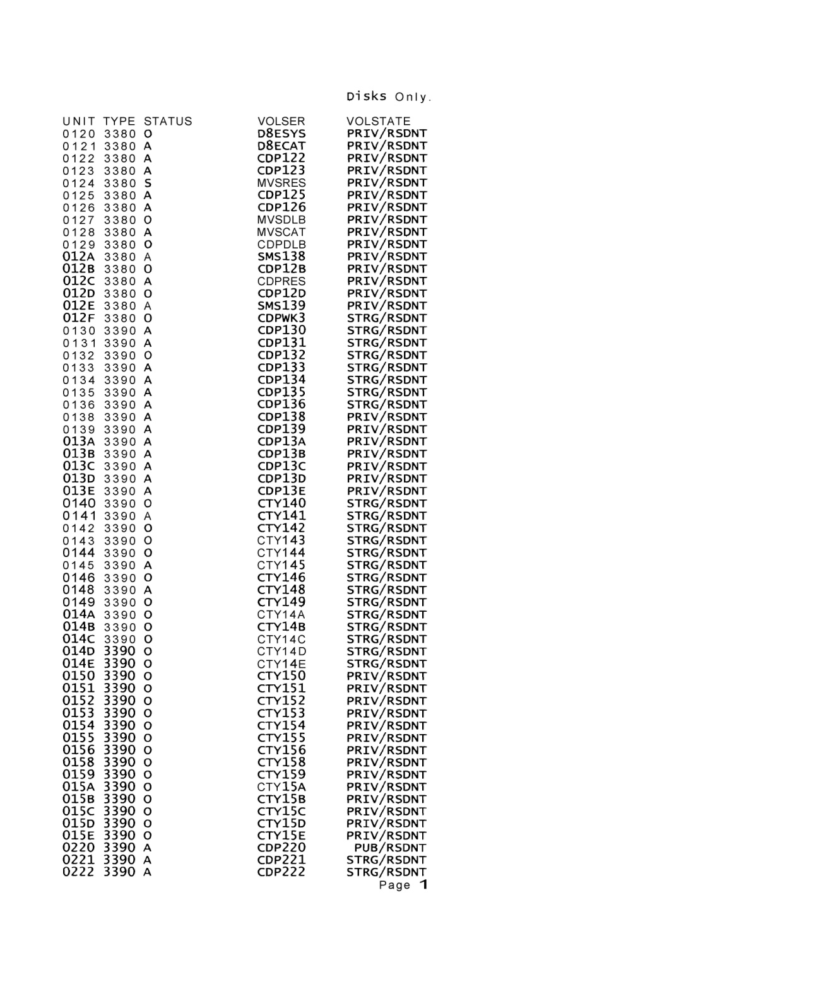 Disks Only.
UNIT TYPE STATUS VOLSER VOLSTATE
0120 3380 O D8ESYS PRIV/RSDNT
0121 3380 A D8ECAT PRIV/RSDNT
0122 3380 A CDP122 PRIV/RSDNT
0123 3380 A CDP123 PRIV/RSDNT
0124 3380 S MVSRES PRIV/RSDNT
0125 3380 A CDP125 PRIV/RSDNT
0126 3380 A CDP126 PRIV/RSDNT
0127 3380 O MVSDLB PRIV/RSDNT
0128 3380 A MVSCAT PRIV/RSDNT
0129 3380 O CDPDLB PRIV/RSDNT
012A 3380 A SMS138 PRIV/RSDNT
012B 3380 O CDP12B PRIV/RSDNT
012C 3380 A CDPRES PRIV/RSDNT
012D 3380 O CDP12D PRIV/RSDNT
012E 3380 A SMS139 PRIV/RSDNT
012F 3380 O CDPWK3 STRG/RSDNT
0130 3390 A CDP130 STRG/RSDNT
0131 3390 A CDP131 STRG/RSDNT
0132 3390 O CDP132 STRG/RSDNT
0133 3390 A CDP133 STRG/RSDNT
0134 3390 A CDP134 STRG/RSDNT
0135 3390 A CDP135 STRG/RSDNT
0136 3390 A CDP136 STRG/RSDNT
0138 3390 A CDP138 PRIV/RSDNT
0139 3390 A CDP139 PRIV/RSDNT
013A 3390 A CDP13A PRIV/RSDNT
013B 3390 A CDP13B PRIV/RSDNT
013C 3390 A CDP13C PRIV/RSDNT
013D 3390 A CDP13D PRIV/RSDNT
013E 3390 A CDP13E PRIV/RSDNT
0140 3390 O CTY140 STRG/RSDNT
0141 3390 A CTY141 STRG/RSDNT
0142 3390 O CTY142 STRG/RSDNT
0143 3390 O CTY143 STRG/RSDNT
0144 3390 O CTY144 STRG/RSDNT
0145 3390 A CTY145 STRG/RSDNT
0146 3390 O CTY146 STRG/RSDNT
0148 3390 A CTY148 STRG/RSDNT
0149 3390 O CTY149 STRG/RSDNT
014A 3390 O CTY14A STRG/RSDNT
014B 3390 O CTY14B STRG/RSDNT
014C 3390 O CTY14C STRG/RSDNT
014D 3390 O CTY14D STRG/RSDNT
014E 3390 O CTY14E STRG/RSDNT
0150 3390 O CTY150 PRIV/RSDNT
0151 3390 O CTY151 PRIV/RSDNT
0152 3390 O CTY152 PRIV/RSDNT
0153 3390 O CTY153 PRIV/RSDNT
0154 3390 O CTY154 PRIV/RSDNT
0155 3390 O CTY155 PRIV/RSDNT
0156 3390 O CTY156 PRIV/RSDNT
0158 3390 O CTY158 PRIV/RSDNT
0159 3390 O CTY159 PRIV/RSDNT
015A 3390 O CTY15A PRIV/RSDNT
015B 3390 O CTY15B PRIV/RSDNT
015C 3390 O CTY15C PRIV/RSDNT
015D 3390 O CTY15D PRIV/RSDNT
015E 3390 O CTY15E PRIV/RSDNT
0220 3390 A CDP220 PUB/RSDNT
0221 3390 A CDP221 STRG/RSDNT
0222 3390 A CDP222 STRG/RSDNT
Page 1